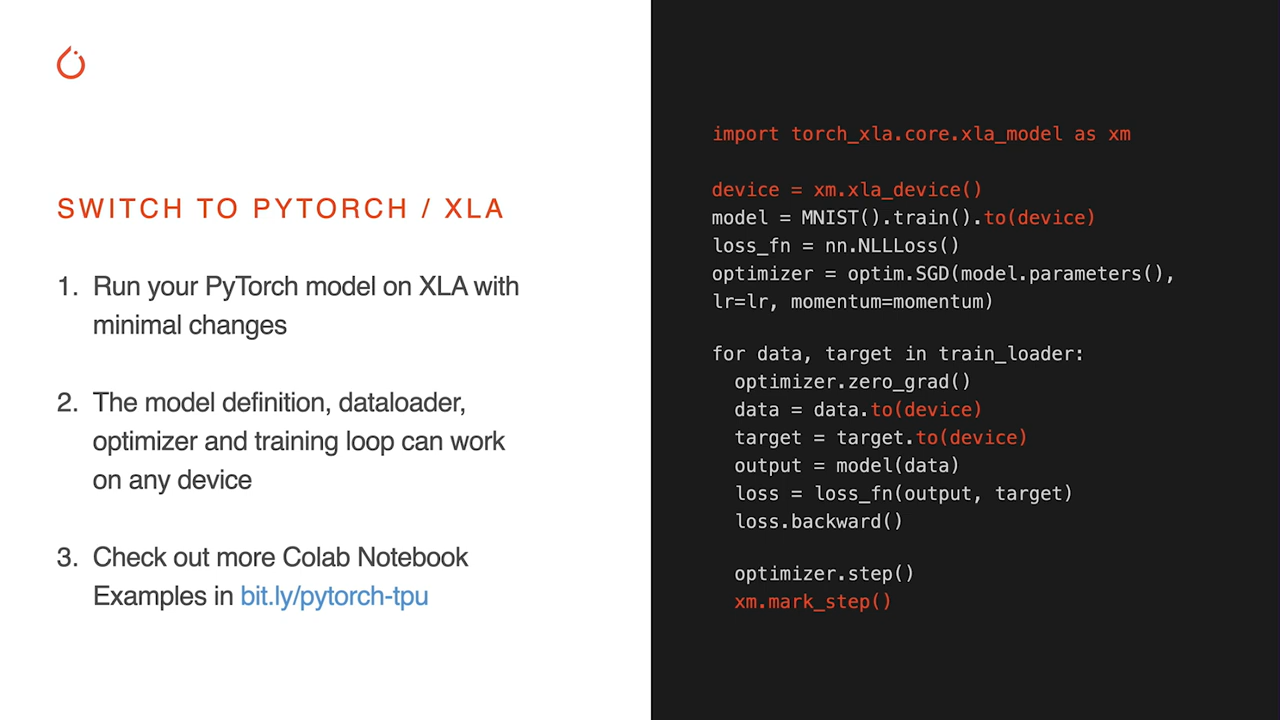 SWITCH TO PYTORCH / XLA
1. Run your PyTorch model on XLA with
minimal changes
2. The model definition, dataloader,
optimizer and training loop can work
on any device
3. Check out more Colab Notebook
Examples in bit.ly/pytorch-tpu
import torch_xla.core.xla_model as xm
device = xm.xla_device()
model = MNIST().train().to(device)
loss_fn = nn.NLLLoss()
optimizer = optim.SGD(model.parameters(),
lr=lr, momentum=momentum)
for data, target in train_loader:
  optimizer.zero_grad()
  data = data.to(device)
  target = target.to(device)
  output = model(data)
  loss = loss_fn(output, target)
  loss.backward()
  optimizer.step()
  xm.mark_step()